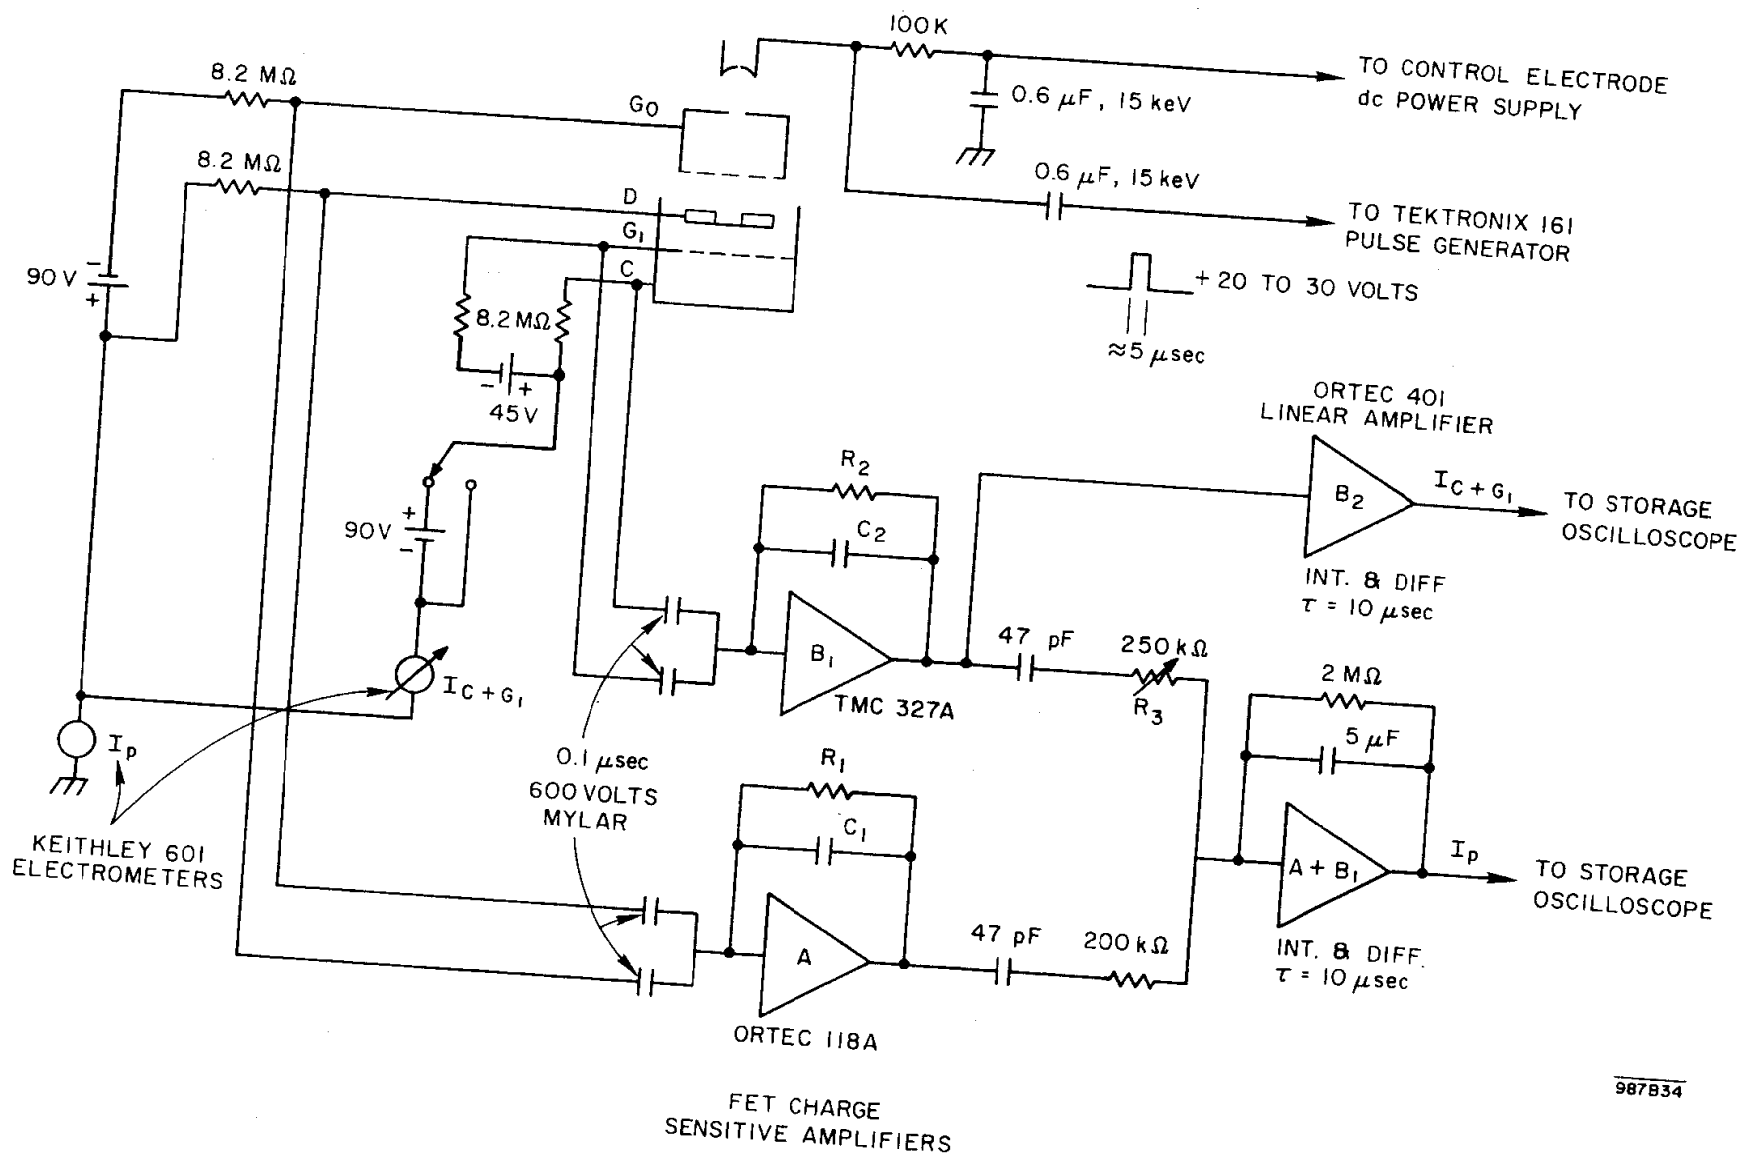 100K
TO CONTROL ELECTRODE
dc POWER SUPPLY
0.6 μF, 15 keV
8.2 MΩ
G0
8.2 MΩ
0.6 μF, 15 keV
D
TO TEKTRONIX 161
PULSE GENERATOR
G1
C
90V
-
+
+ 20 TO 30 VOLTS
8.2 MΩ
≈5 μsec
- +
45V
ORTEC 401
LINEAR AMPLIFIER
R2
C2
B2
IC + G1
TO STORAGE
OSCILLOSCOPE
90V
+
-
INT. & DIFF
τ = 10 μsec
B1
TMC 327A
47 pF
250 kΩ
R3
IC + G1
2 MΩ
5 μF
Ip
0.1 μsec
600 VOLTS
MYLAR
R1
C1
KEITHLEY 601
ELECTROMETERS
A + B1
Ip
TO STORAGE
OSCILLOSCOPE
A
47 pF
200 kΩ
INT. & DIFF.
τ = 10 μsec
ORTEC 118A
FET CHARGE
SENSITIVE AMPLIFIERS
987B34